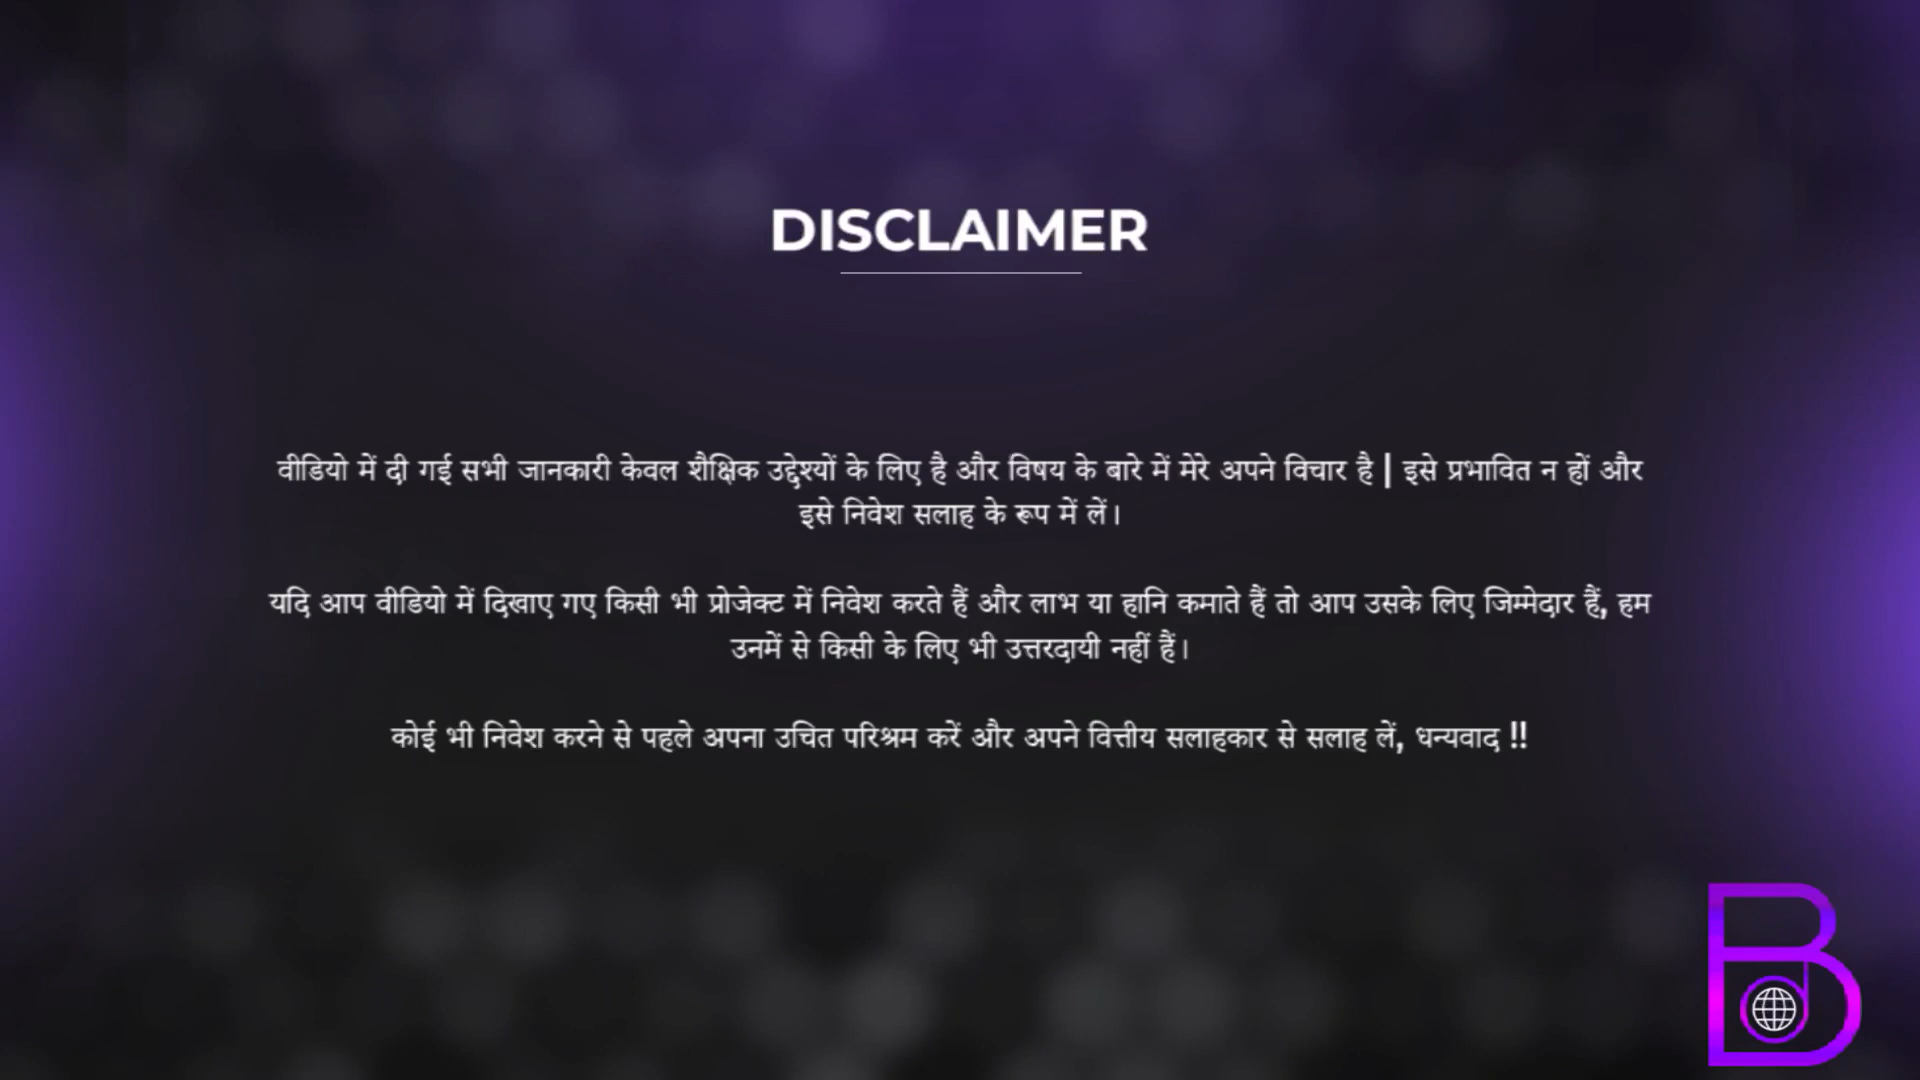 DISCLAIMER
वीडियो में दी गई सभी जानकारी केवल शैक्षिक उद्देश्यों के लिए है और विषय के बारे में मेरे अपने विचार है | इसे प्रभावित न हों और
इसे निवेश सलाह के रूप में लें।
यदि आप वीडियो में दिखाए गए किसी भी प्रोजेक्ट में निवेश करते हैं और लाभ या हानि कमाते हैं तो आप उसके लिए जिम्मेदार हैं, हम
उनमें से किसी के लिए भी उत्तरदायी नहीं हैं।
कोई भी निवेश करने से पहले अपना उचित परिश्रम करें और अपने वित्तीय सलाहकार से सलाह लें, धन्यवाद !!